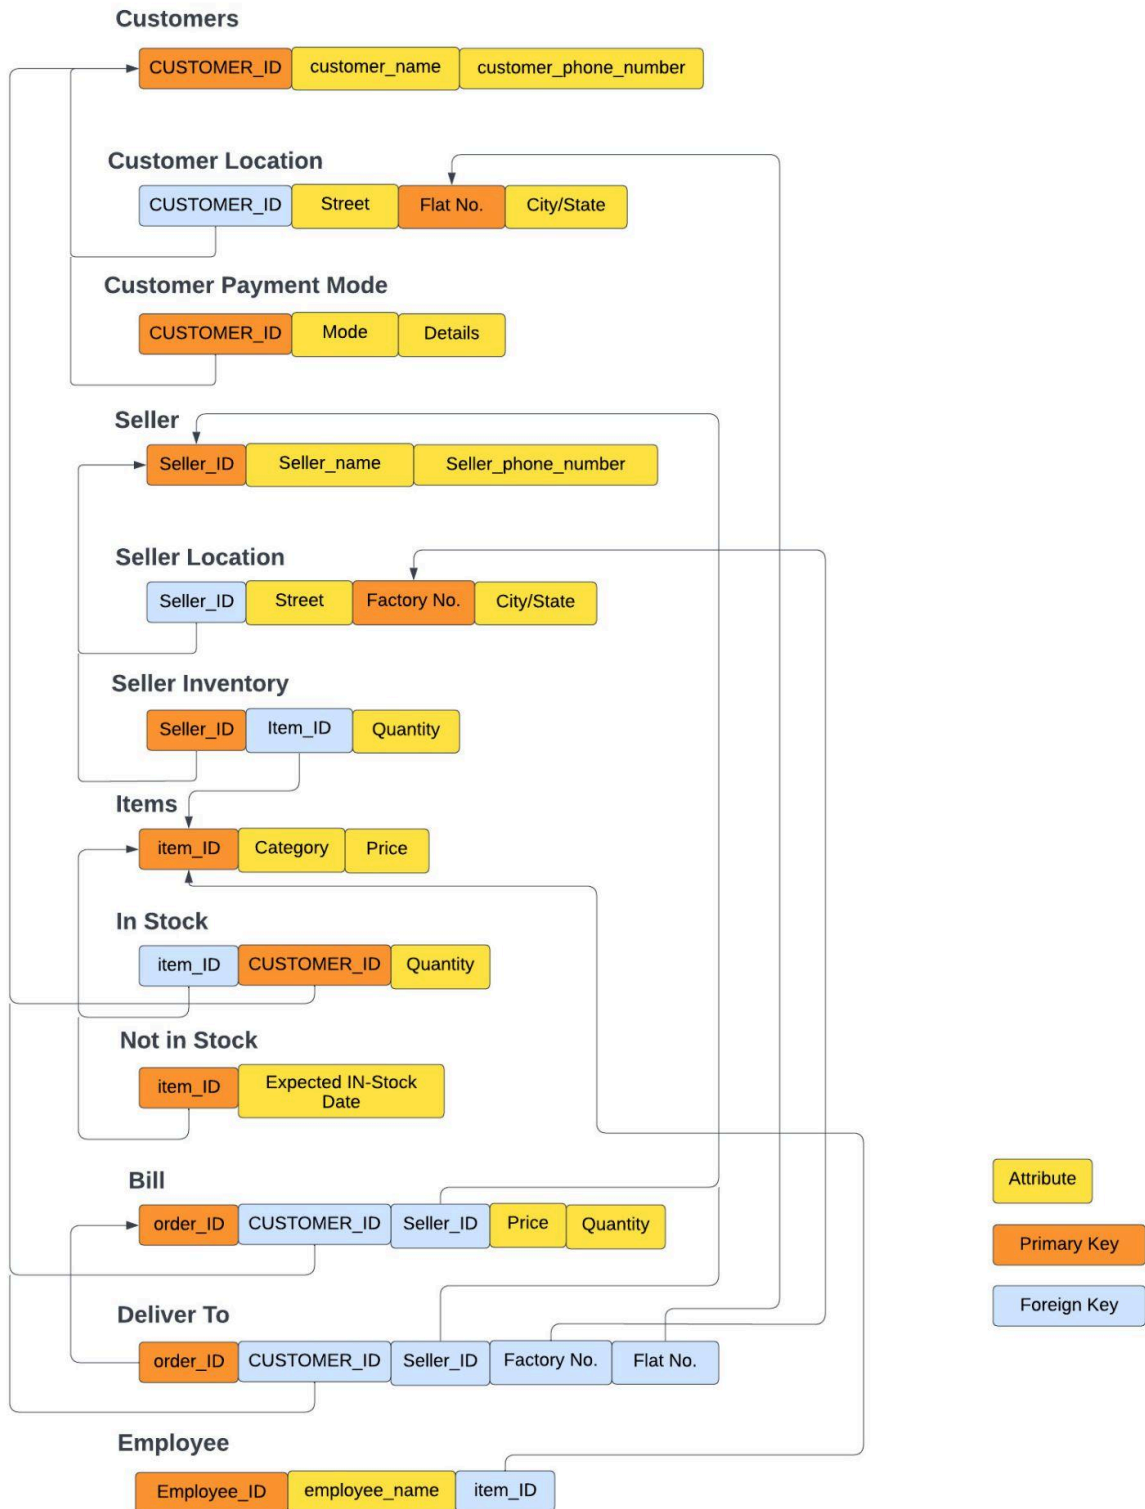 Customers
CUSTOMER_ID customer_name customer_phone_number
Customer Location
CUSTOMER_ID Street Flat No. City/State
Customer Payment Mode
CUSTOMER_ID Mode Details
Seller
Seller_ID Seller_name Seller_phone_number
Seller Location
Seller_ID Street Factory No. City/State
Seller Inventory
Seller_ID Item_ID Quantity
Items
item_ID Category Price
In Stock
item_ID CUSTOMER_ID Quantity
Not in Stock
item_ID Expected IN-Stock
Date
Bill
order_ID CUSTOMER_ID Seller_ID Price Quantity
Deliver To
order_ID CUSTOMER_ID Seller_ID Factory No. Flat No.
Employee
Employee_ID employee_name item_ID
Attribute
Primary Key
Foreign Key